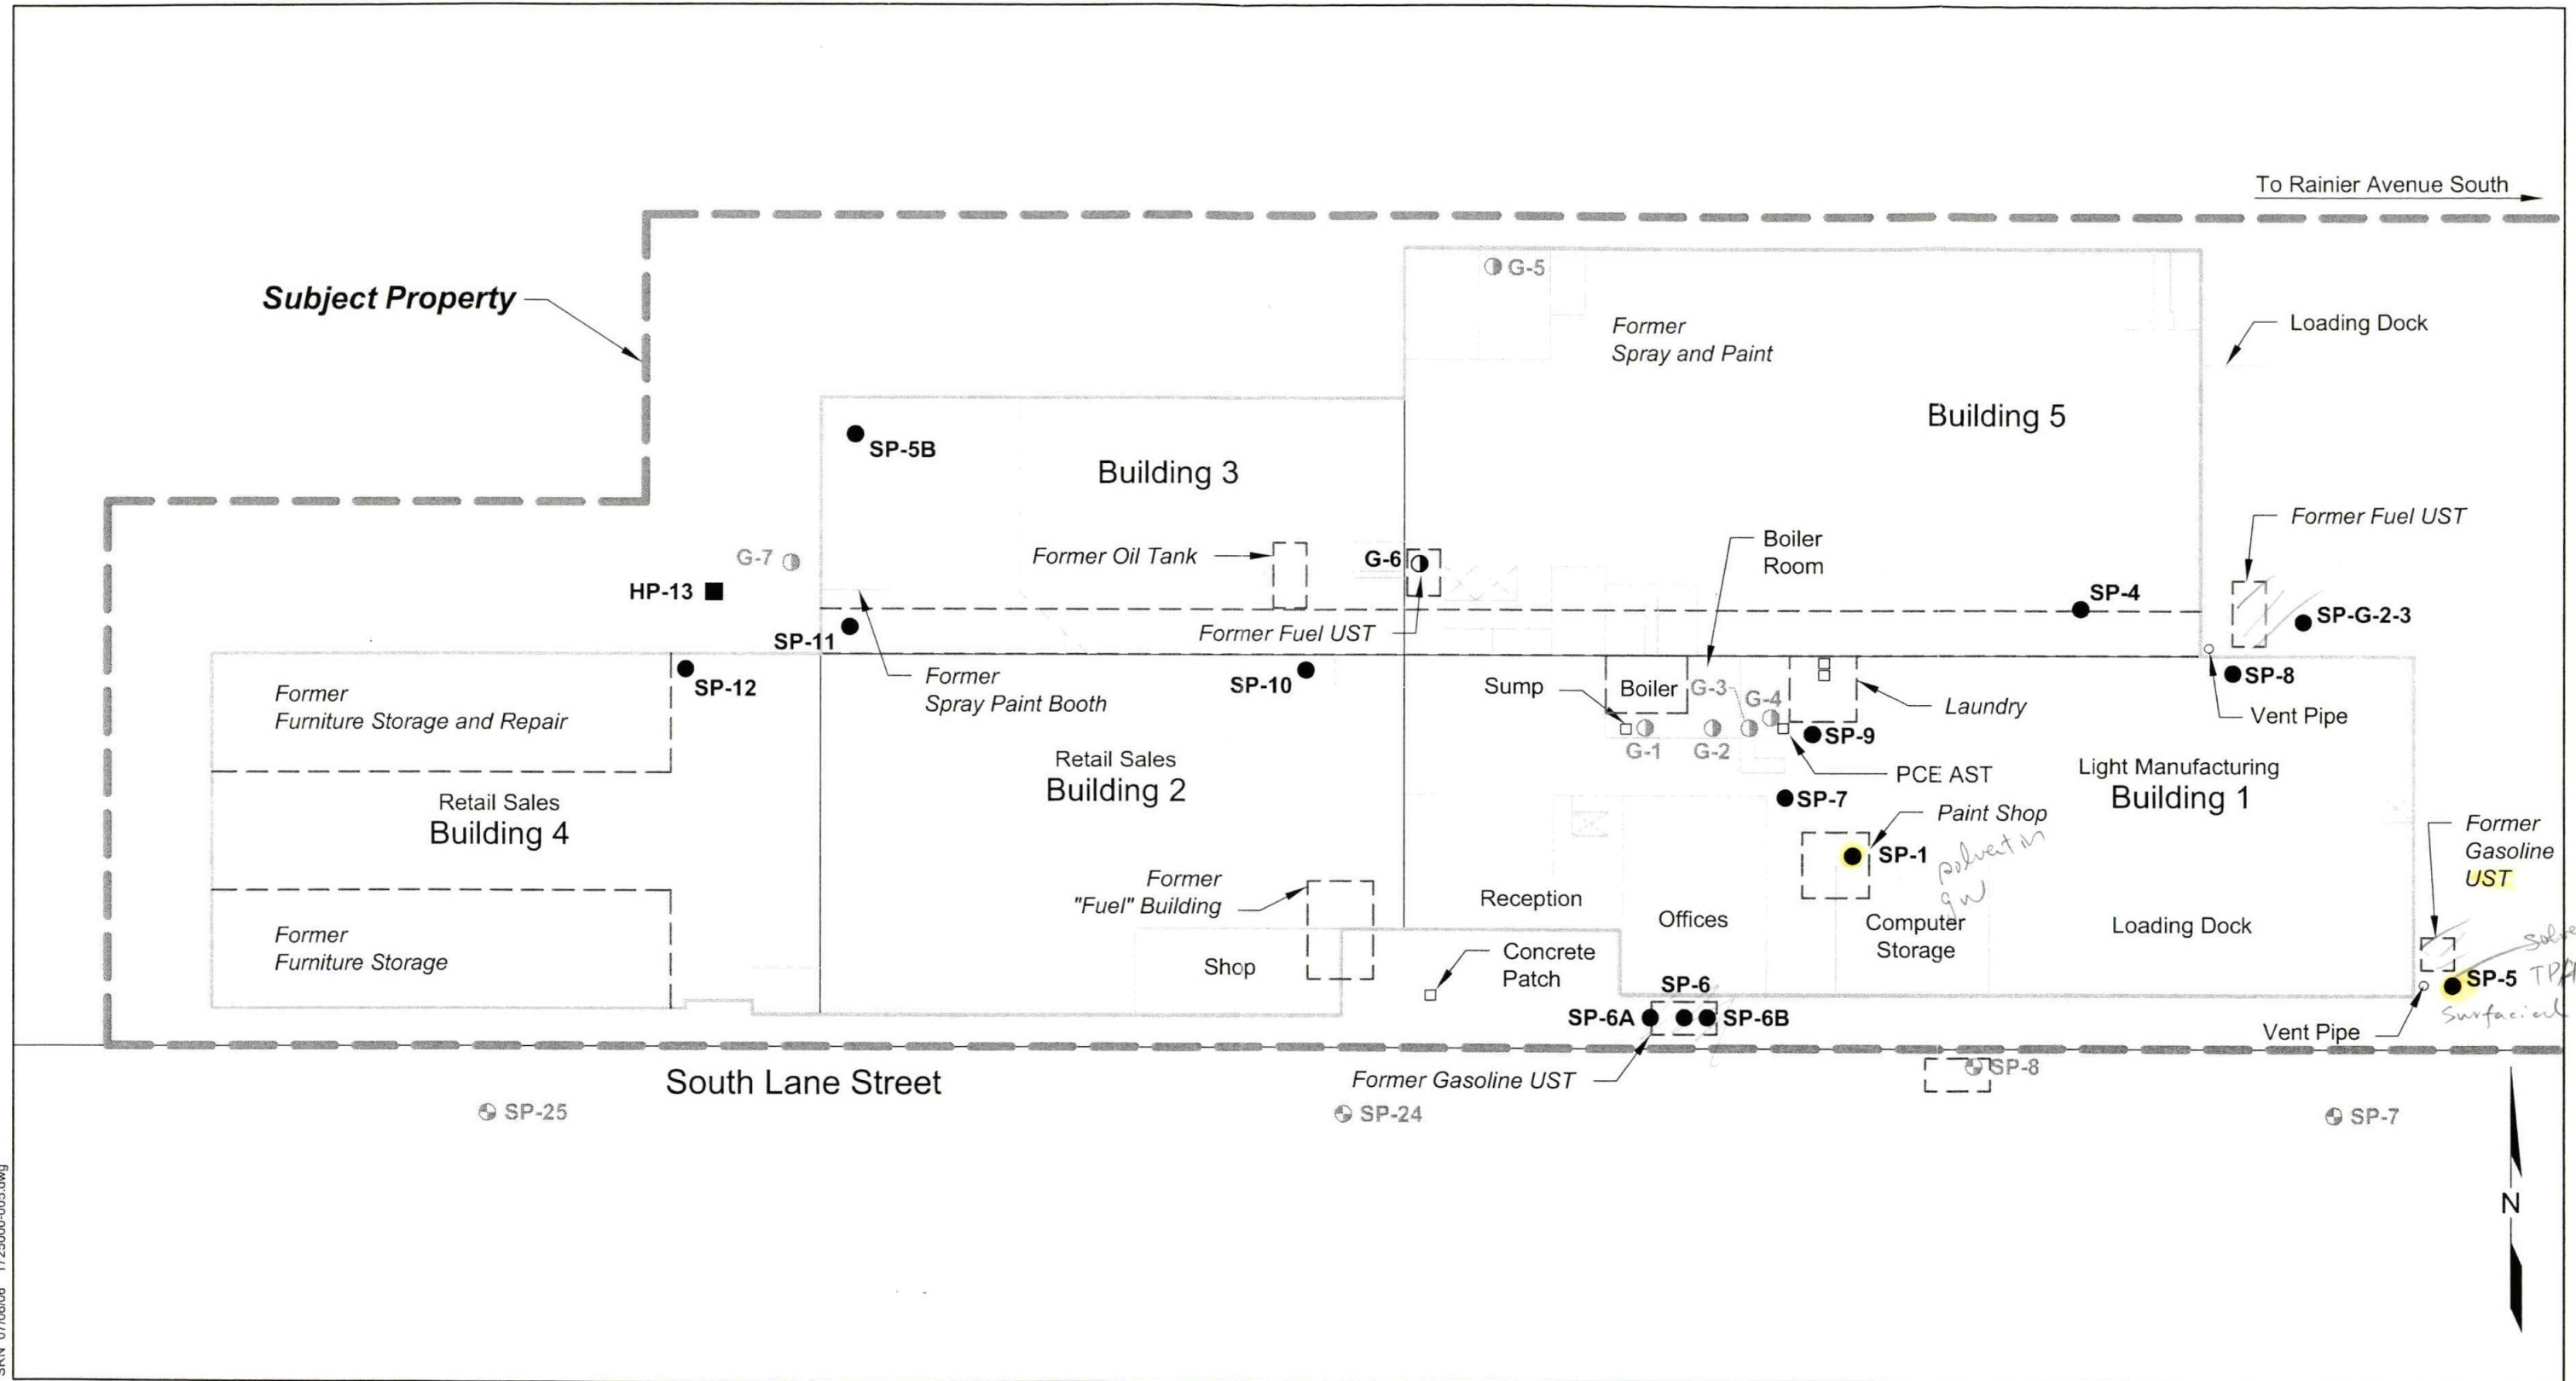 To Rainier Avenue South
Subject Property
G-5
Former
Spray and Paint
Loading Dock
Building 5
SP-5B
Building 3
Former Fuel UST
Former Oil Tank
G-6
Boiler
Room
G-7
HP-13
SP-4
SP-G-2-3
SP-11
Former Fuel UST
Former
Spray Paint Booth
SP-12
Former
Furniture Storage and Repair
SP-10
Sump
Boiler
G-3
G-4
Laundry
SP-8
Vent Pipe
G-1
G-2
SP-9
PCE AST
Retail Sales
Building 2
Light Manufacturing
Building 1
SP-7
Retail Sales
Building 4
Paint Shop
SP-1
solvent in
gw
Former
Gasoline
UST
Former
"Fuel" Building
Reception
Offices
Computer
Storage
Loading Dock
Former
Furniture Storage
Shop
Concrete
Patch
SP-6
SP-6A
SP-6B
SP-5
surfacial
Vent Pipe
Former Gasoline UST
SP-8
South Lane Street
SP-25
SP-24
SP-7
N